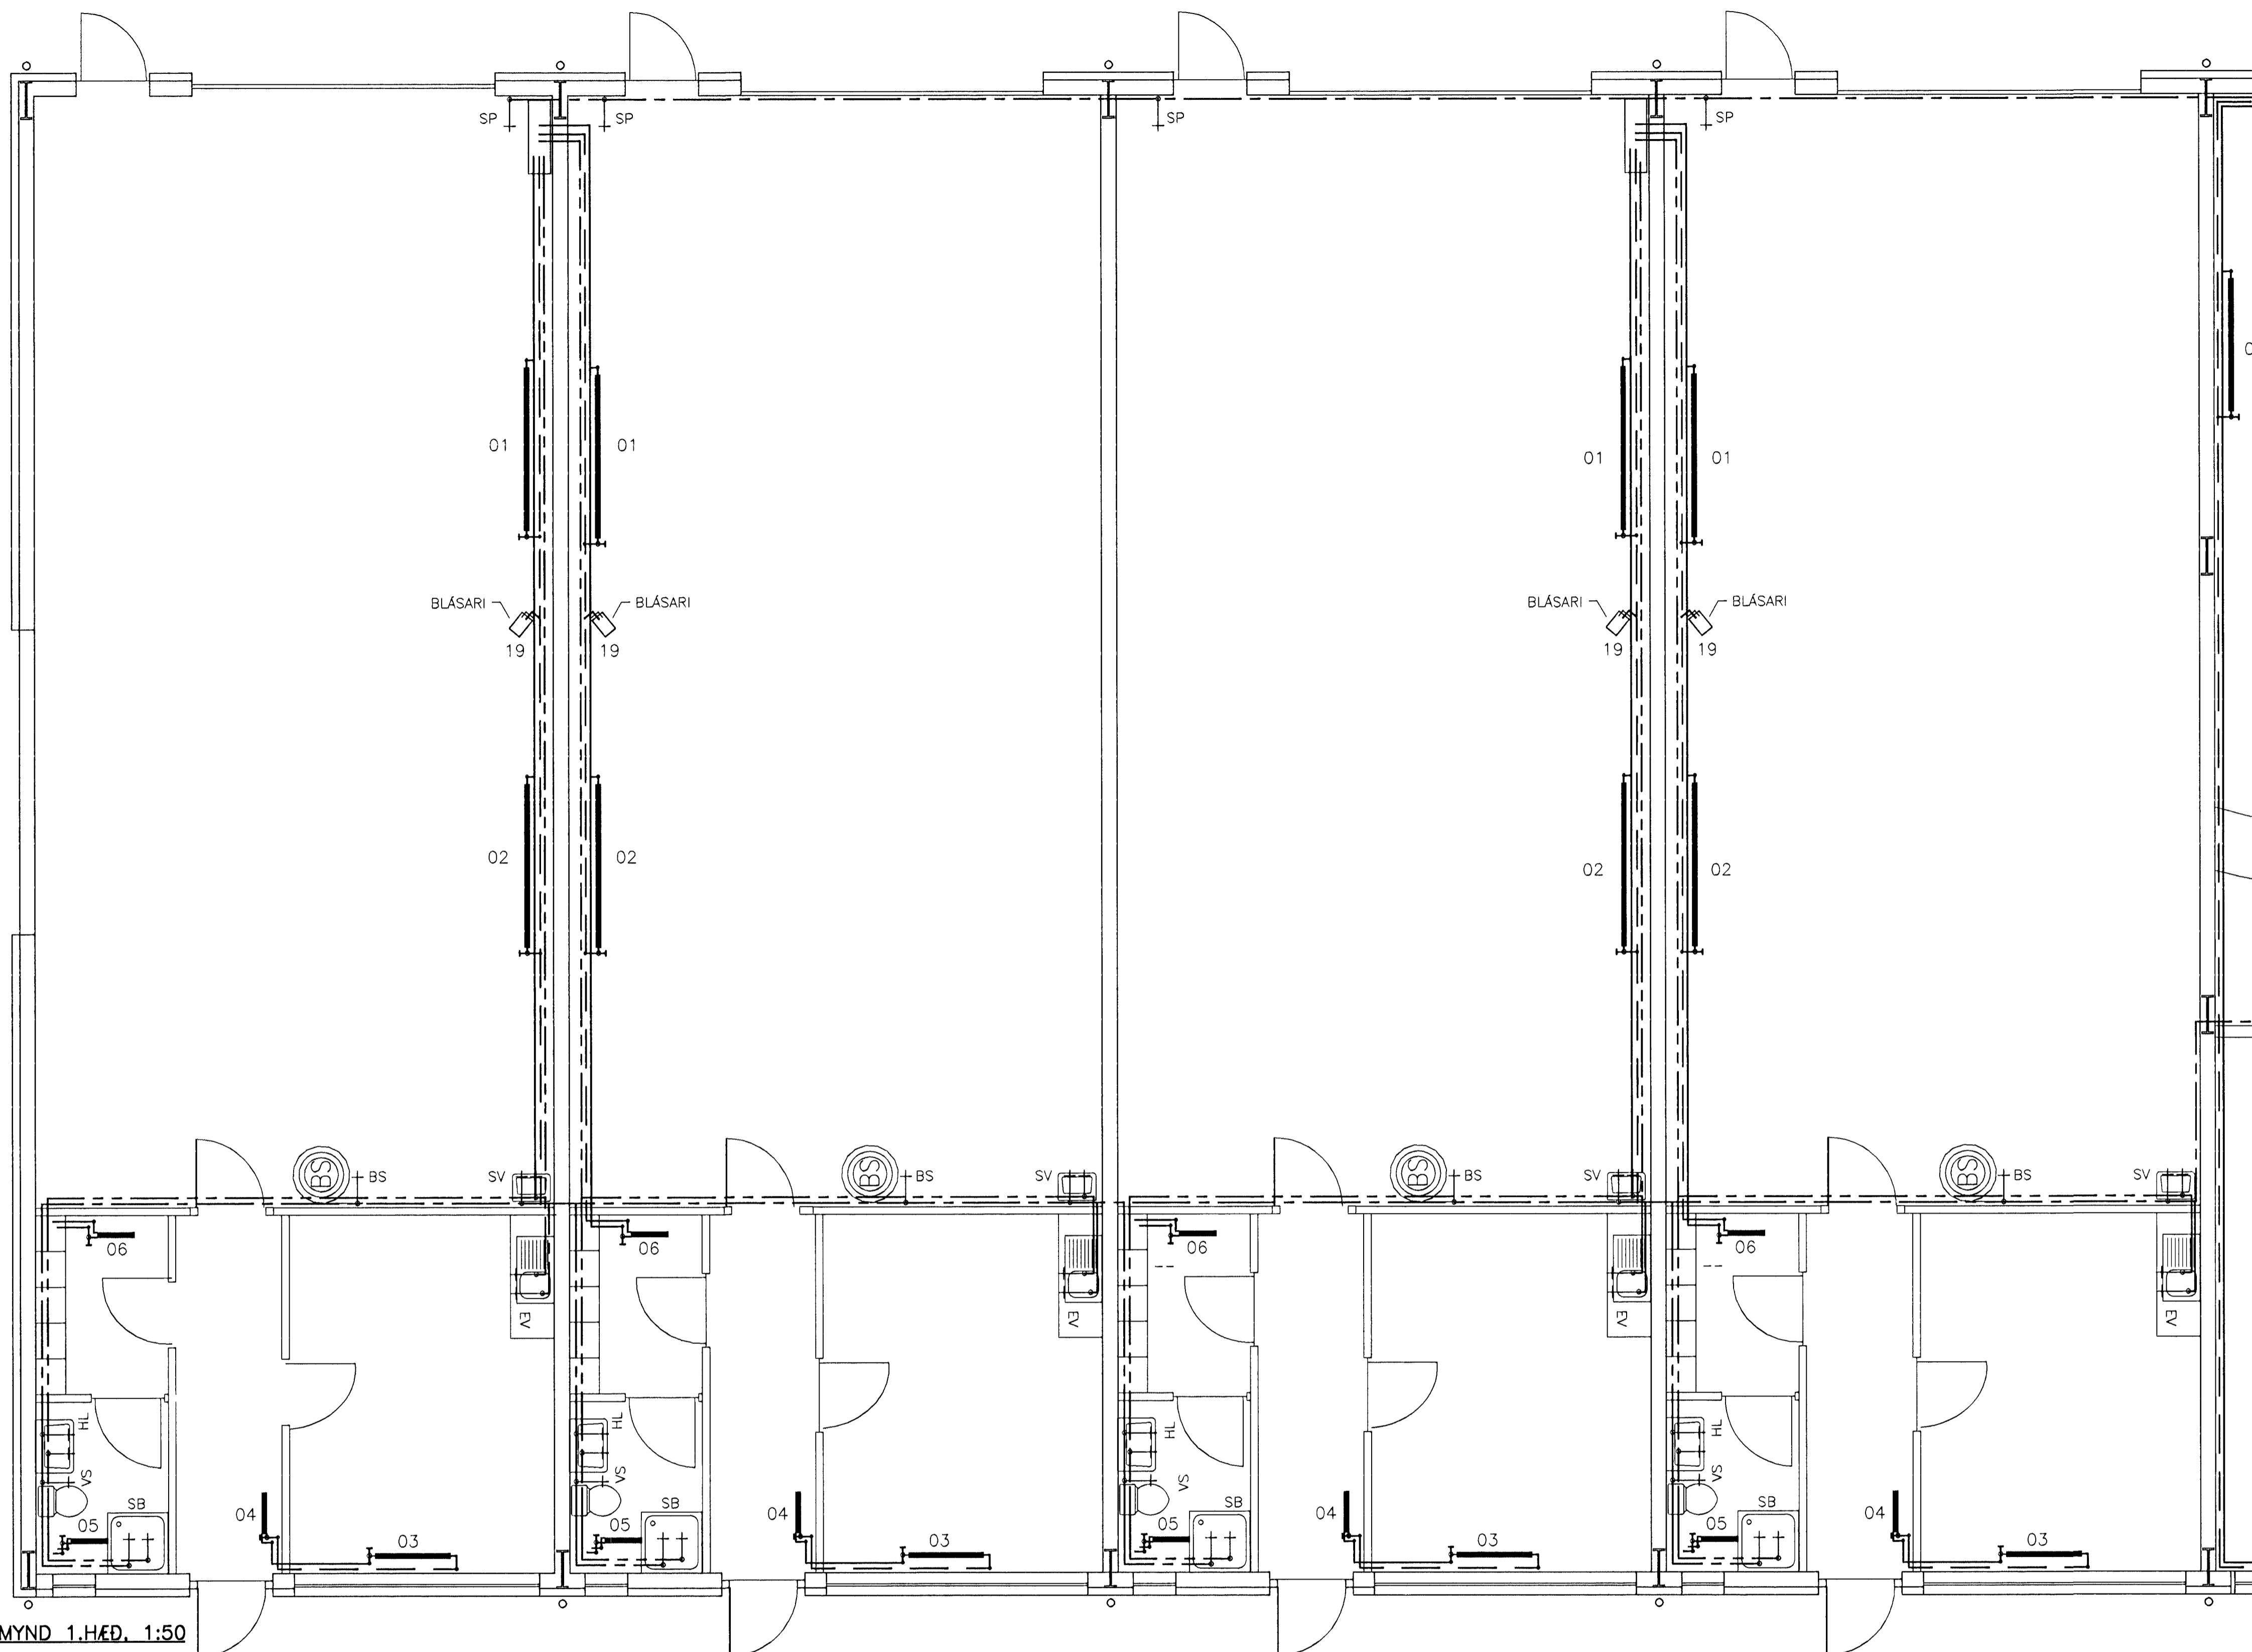 SP SP SP SP
01 01 01 01
BLÁSARI BLÁSARI BLÁSARI BLÁSARI
19 19 19 19
02 02 02 02
BS BS SV BS BS SV BS BS SV BS BS SV
06 06 06 06
EV EV EV EV
HL HL HL HL
VS VS VS VS
SB SB SB SB
04 04 04 04
05 05 05 05
03 03 03 03
MYND 1.HÆÐ, 1:50